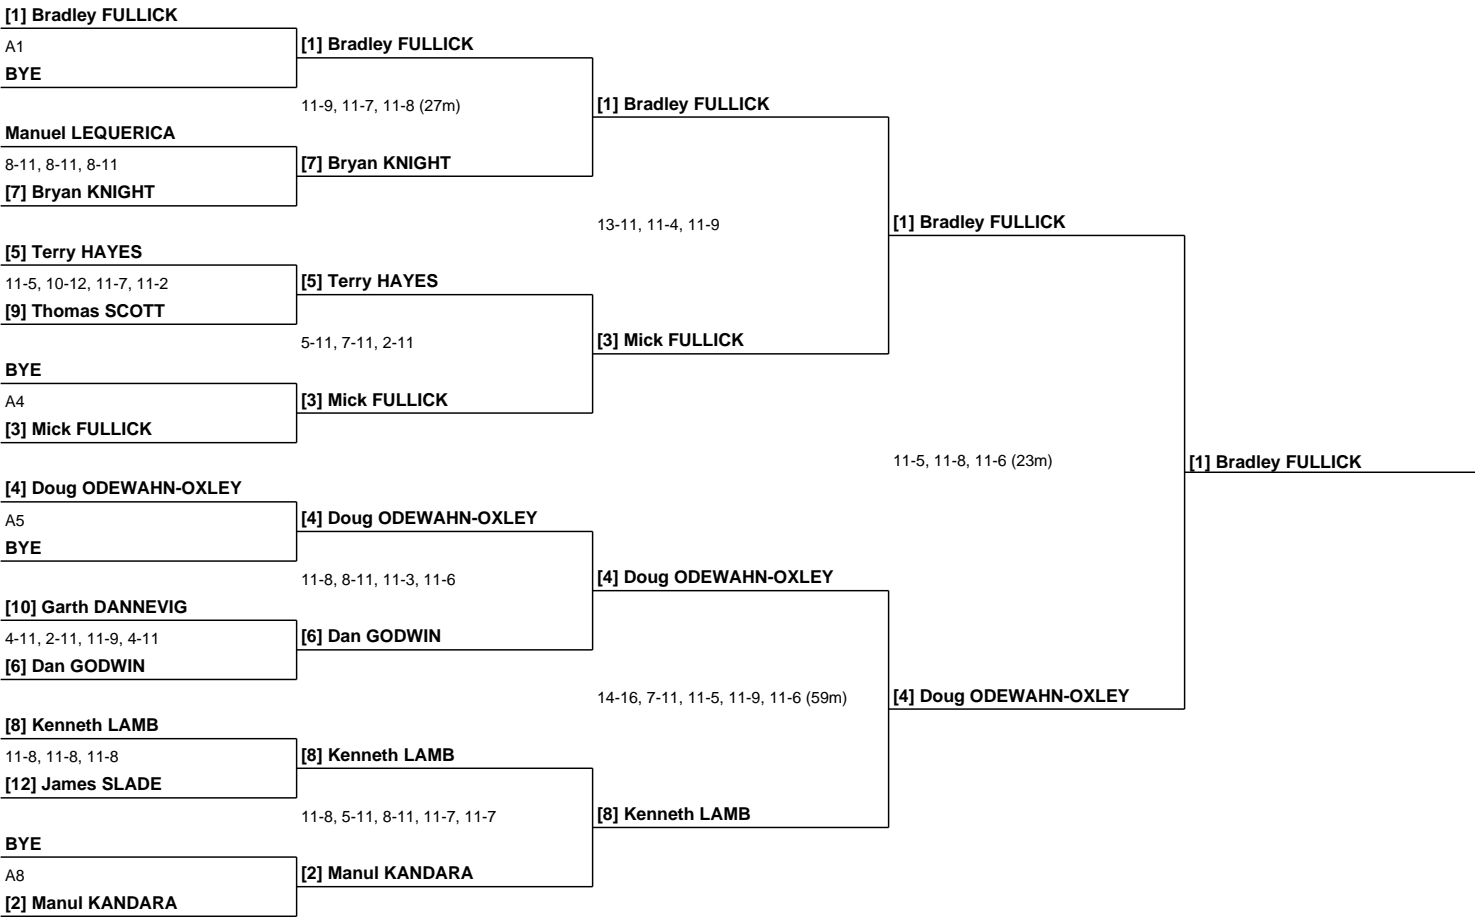 [1] Bradley FULLICK
A1
BYE
Manuel LEQUERICA
8-11, 8-11, 8-11
[7] Bryan KNIGHT
[5] Terry HAYES
11-5, 10-12, 11-7, 11-2
[9] Thomas SCOTT
BYE
A4
[3] Mick FULLICK
[4] Doug ODEWAHN-OXLEY
A5
BYE
[10] Garth DANNEVIG
4-11, 2-11, 11-9, 4-11
[6] Dan GODWIN
[8] Kenneth LAMB
11-8, 11-8, 11-8
[12] James SLADE
BYE
A8
[2] Manul KANDARA
[1] Bradley FULLICK
11-9, 11-7, 11-8 (27m)
[7] Bryan KNIGHT
[5] Terry HAYES
5-11, 7-11, 2-11
[3] Mick FULLICK
[4] Doug ODEWAHN-OXLEY
11-8, 8-11, 11-3, 11-6
[6] Dan GODWIN
[8] Kenneth LAMB
11-8, 5-11, 8-11, 11-7, 11-7
[2] Manul KANDARA
[1] Bradley FULLICK
13-11, 11-4, 11-9
[3] Mick FULLICK
[4] Doug ODEWAHN-OXLEY
14-16, 7-11, 11-5, 11-9, 11-6 (59m)
[8] Kenneth LAMB
[1] Bradley FULLICK
11-5, 11-8, 11-6 (23m)
[4] Doug ODEWAHN-OXLEY
[1] Bradley FULLICK